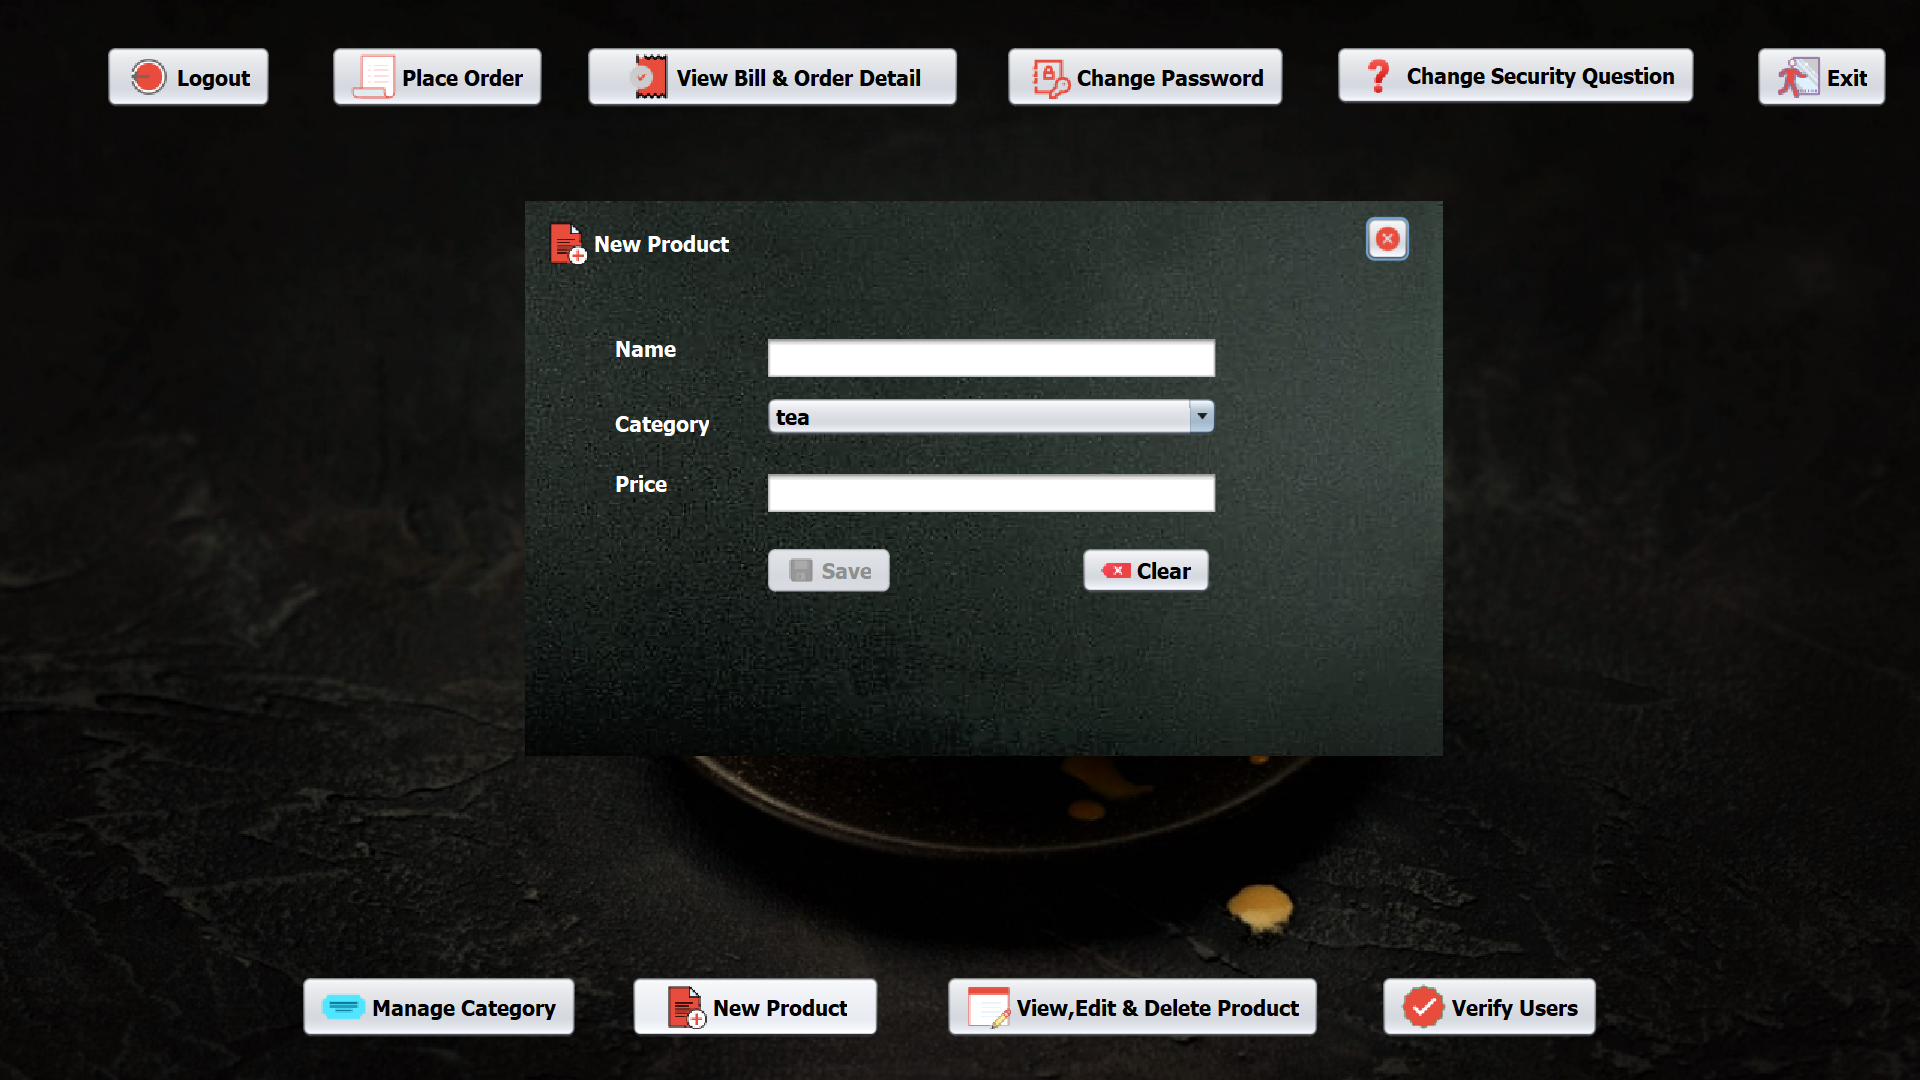 Logout
Place Order
View Bill & Order Detail
Change Password
Change Security Question
Exit
New Product
Name
Category
tea
Price
Save
Clear
Manage Category
New Product
View,Edit & Delete Product
Verify Users